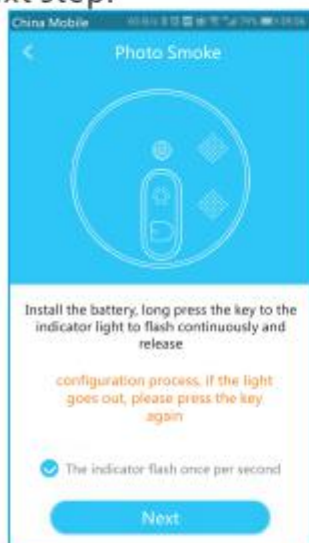 ext step.
China Mobile
Photo Smoke
Install the battery, long press the key to the
indicator light to flash continuously and
release
configuration process, if the light
goes out, please press the key
again
The indicator flash once per second
Next